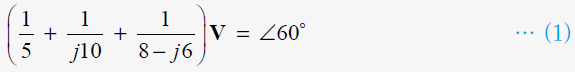 (1/5 + 1/j10 + 1/(8 − j6))V = ∠60° ⋯ (1)